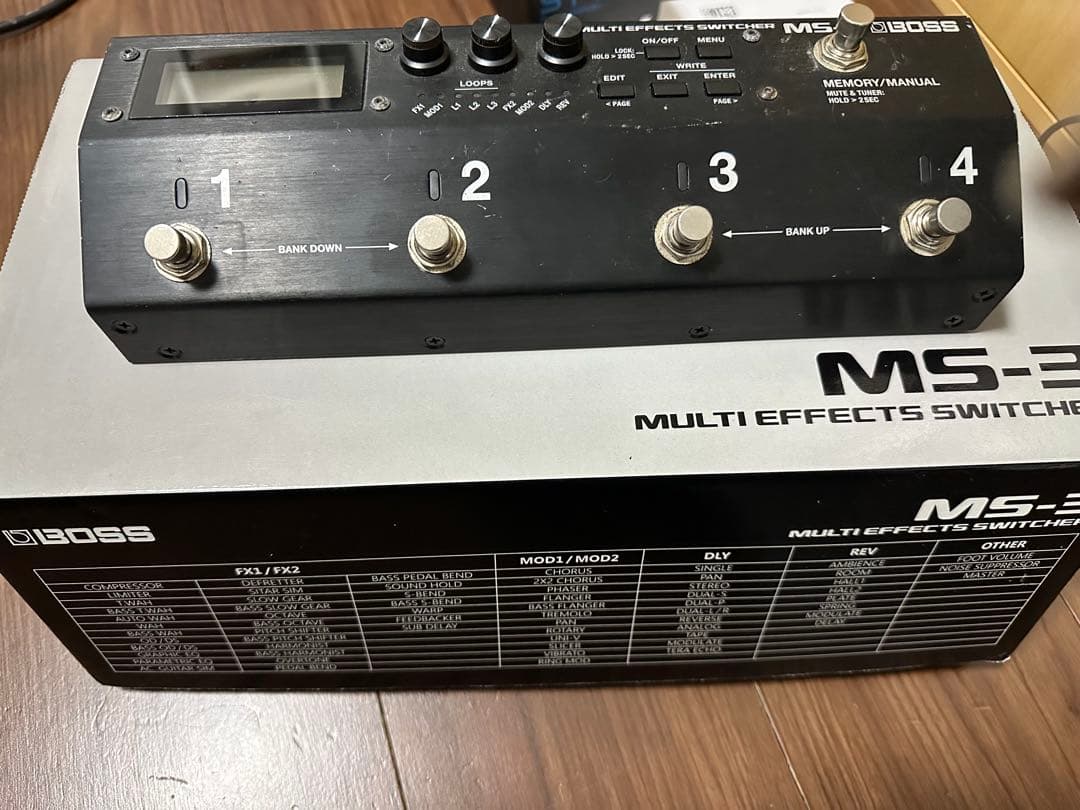 MULTI EFFECTS SWITCHER MS- BOSS
ON/OFF MENU
LOCK:
HOLD > 2 SEC
WRITE
EDIT EXIT ENTER
< PAGE PAGE >
MEMORY/MANUAL
MUTE & TUNER:
HOLD > 2 SEC
LOOPS
FX1 MOD1 L1 L2 L3 FX2 MOD2 DLY REV
1 2 3 4
BANK DOWN
BANK UP
MS-3
MULTI EFFECTS SWITCHE
BOSS
MS-3
MULTI EFFECTS SWITCHER
FX1 / FX2
COMPRESSOR
LIMITER
T.WAH
BASS T.WAH
AUTO WAH
WAH
BASS WAH
OD / DS
BASS OD / DS
PARAMETRIC EQ
AC GUITAR SIM
DEFRETTER
SITAR SIM
SLOW GEAR
BASS SLOW GEAR
OCTAVE
BASS OCTAVE
PITCH SHIFTER
BASS PITCH SHIFTER
HARMONIST
BASS HARMONIST
OVERTONE
PEDAL BEND
BASS PEDAL BEND
SOUND HOLD
S-BEND
BASS S-BEND
WARP
FEEDBACKER
SUB DELAY
MOD1 / MOD2
CHORUS
2X2 CHORUS
PHASER
FLANGER
BASS FLANGER
TREMOLO
PAN
ROTARY
UNI-V
SLICER
VIBRATO
RING MOD
DLY
SINGLE
PAN
STEREO
DUAL-S
DUAL-P
DUAL-L/R
REVERSE
ANALOG
TAPE
MODULATE
TERA ECHO
REV
AMBIENCE
ROOM
HALL1
HALL2
PLATE
SPRING
MODULATE
DELAY
OTHER
FOOT VOLUME
NOISE SUPPRESSOR
MASTER